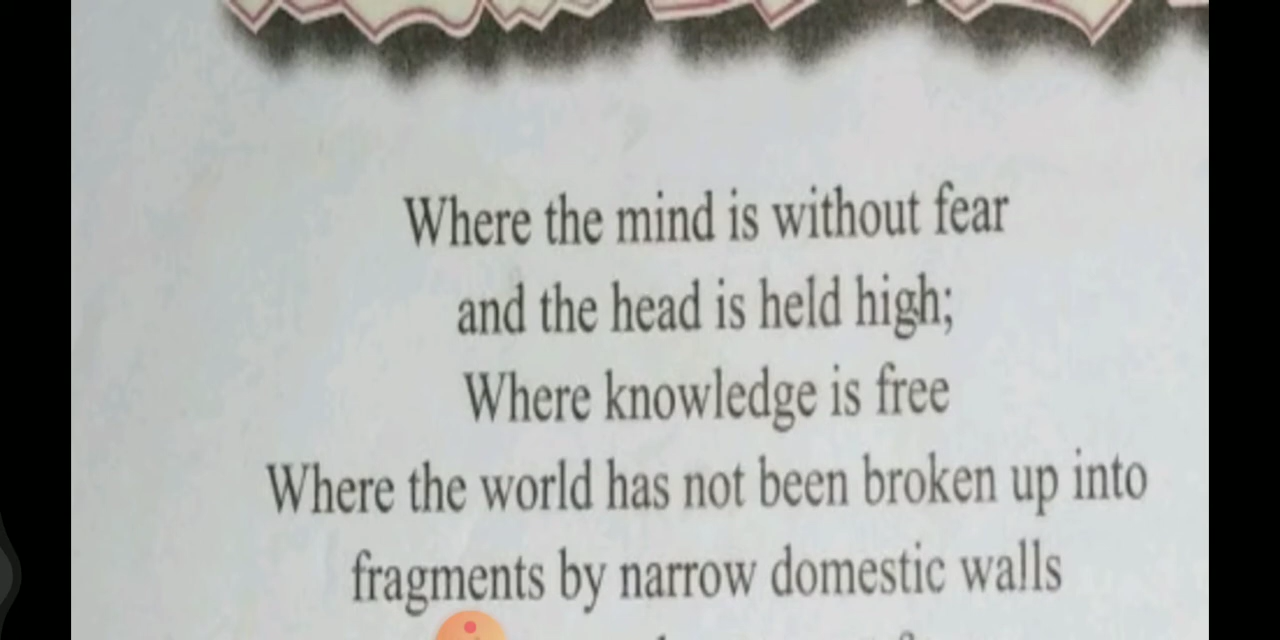 Where the mind is without fear
and the head is held high;
Where knowledge is free
Where the world has not been broken up into
fragments by narrow domestic walls